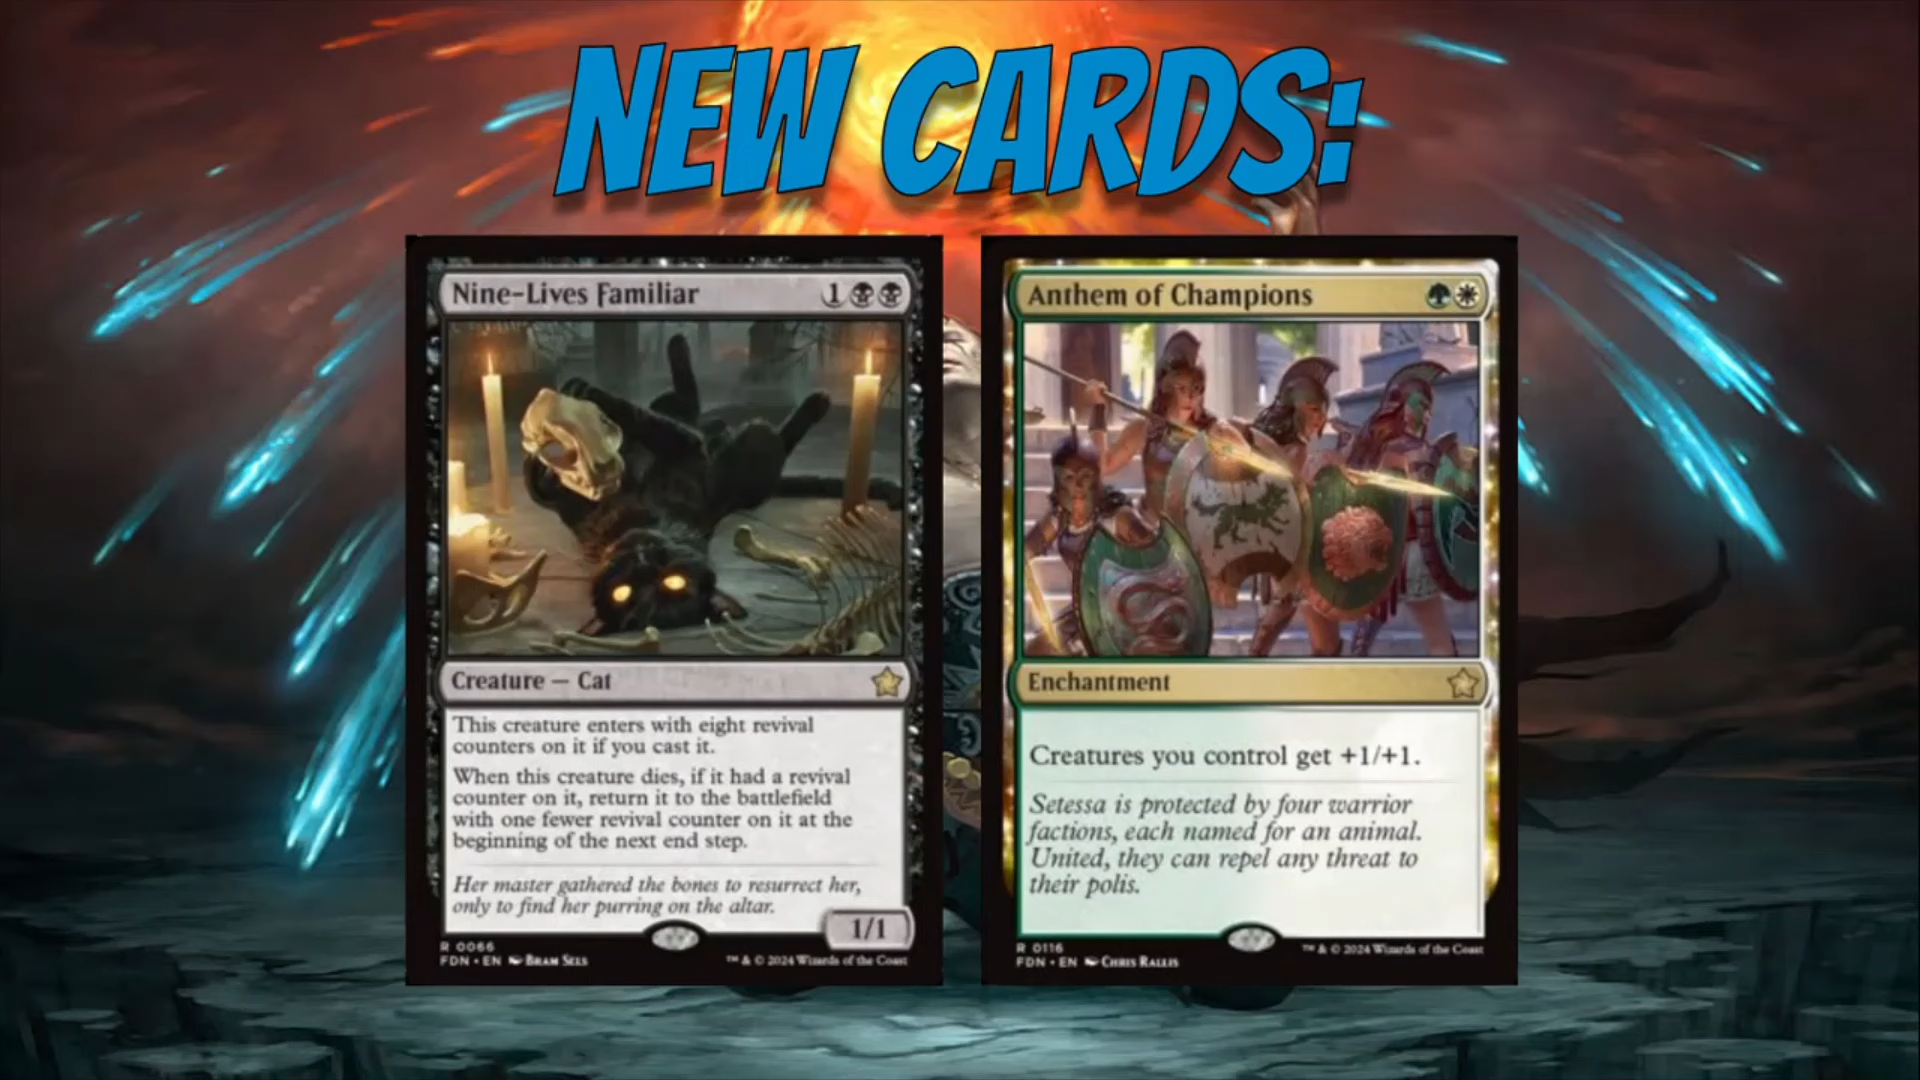 NEW CARDS:
Nine-Lives Familiar 1
Creature — Cat
This creature enters with eight revival
counters on it if you cast it.
When this creature dies, if it had a revival
counter on it, return it to the battlefield
with one fewer revival counter on it at the
beginning of the next end step.
Her master gathered the bones to resurrect her,
only to find her purring on the altar.
1/1
R 0066
FDN • EN BRAM SELS
™ & © 2024 Wizards of the Coast
Anthem of Champions
Enchantment
Creatures you control get +1/+1.
Setessa is protected by four warrior
factions, each named for an animal.
United, they can repel any threat to
their polis.
R 0116
FDN • EN CHRIS RALLIS
™ & © 2024 Wizards of the Coast